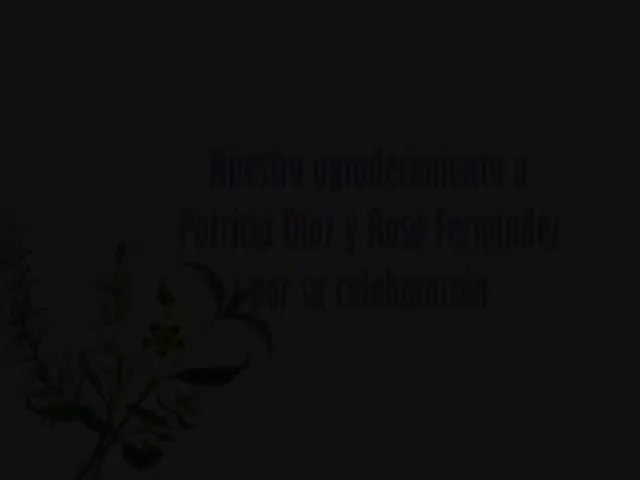 Nuestro agradecimiento a
Patricia Díaz y Rosa Fernández
por su colaboración